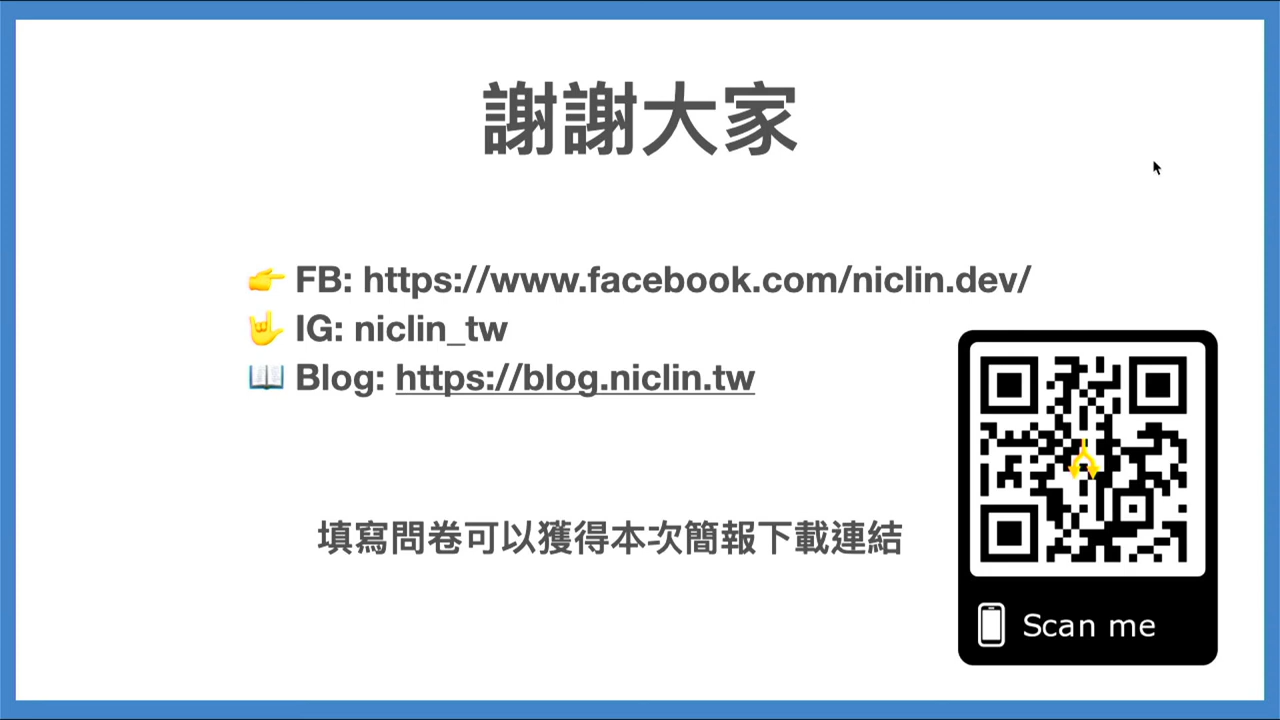 謝謝大家
👉 FB: https://www.facebook.com/niclin.dev/
🤟 IG: niclin_tw
📖 Blog: https://blog.niclin.tw
填寫問卷可以獲得本次簡報下載連結
Scan me